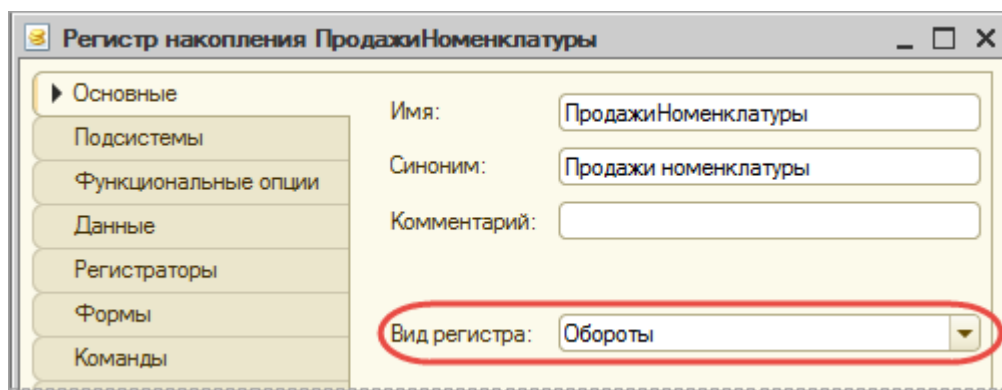 Регистр накопления ПродажиНоменклатуры
Основные
Подсистемы
Функциональные опции
Данные
Регистраторы
Формы
Команды
Имя: ПродажиНоменклатуры
Синоним: Продажи номенклатуры
Комментарий:
Вид регистра: Обороты